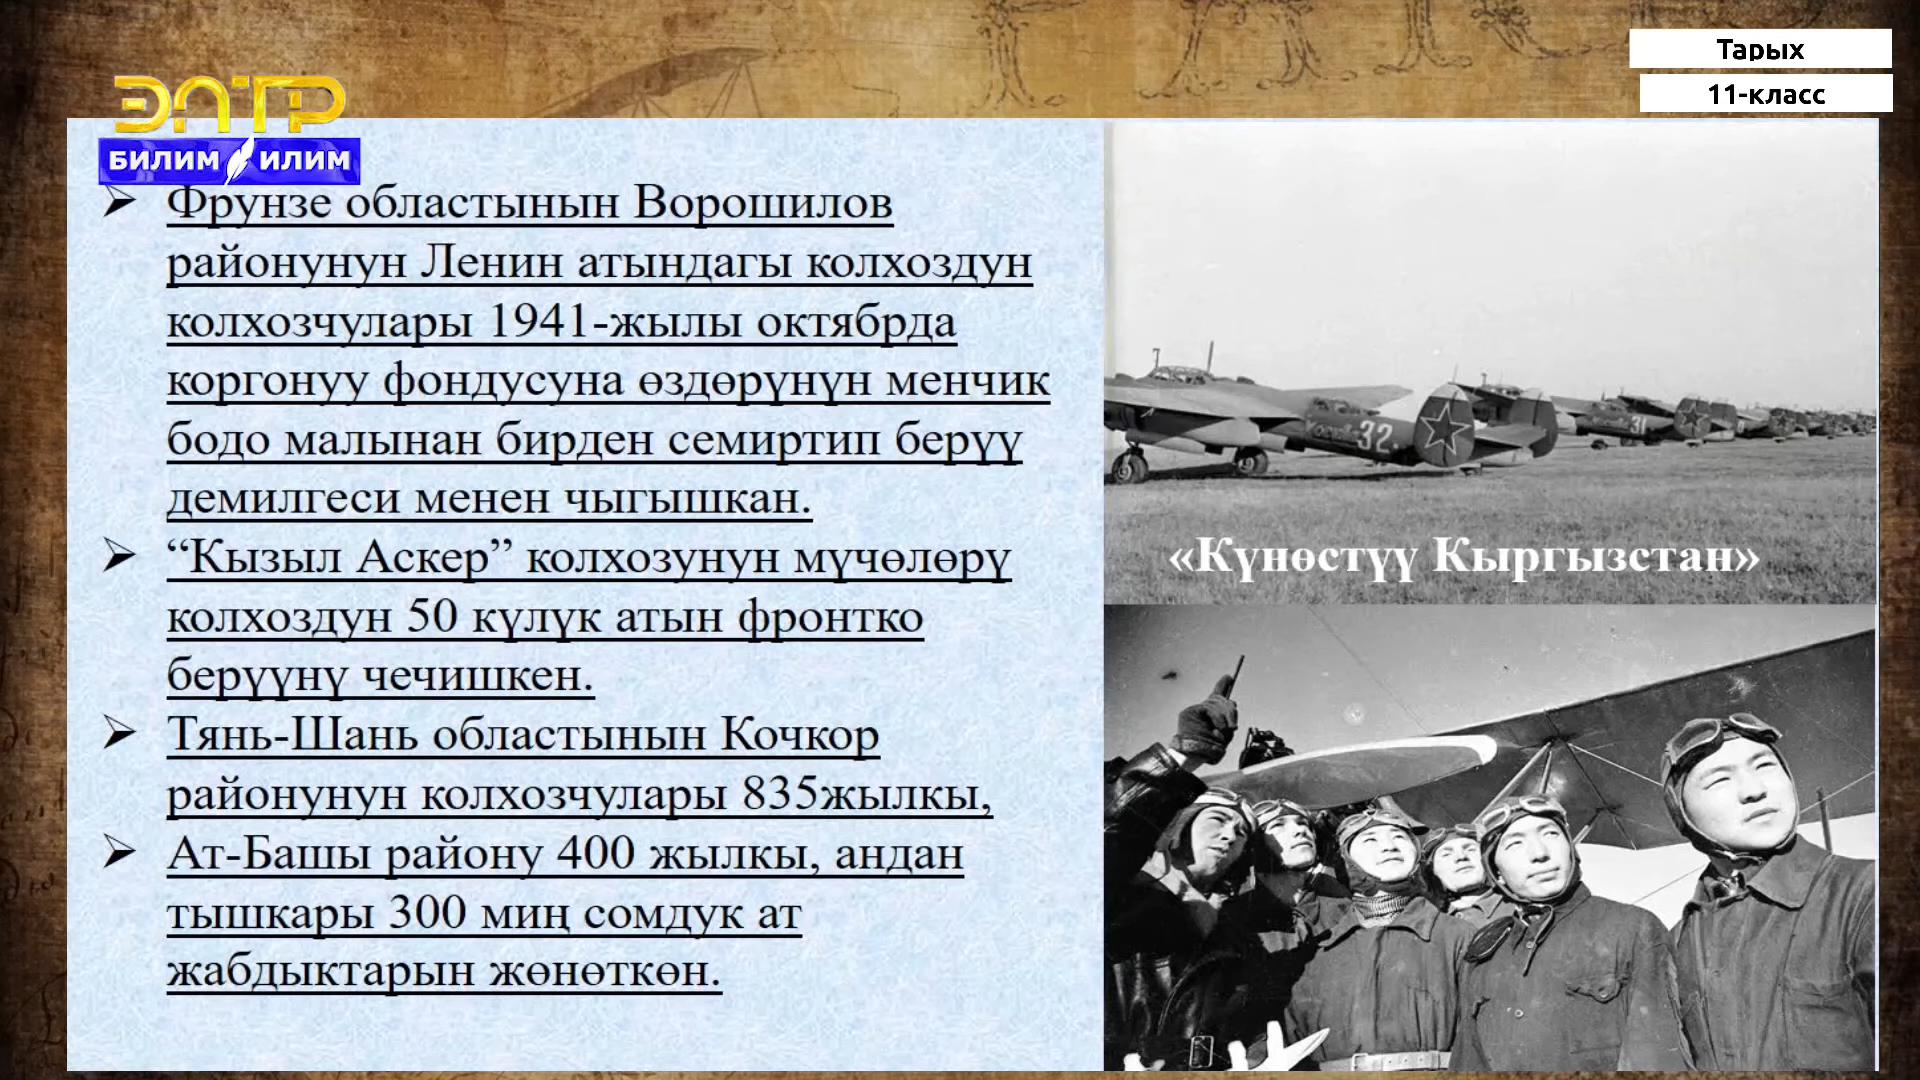 Тарых
11-класс
ЭЛТР
БИЛИМ ИЛИМ
Фрунзе областынын Ворошилов
районунун Ленин атындагы колхоздун
колхозчулары 1941-жылы октябрда
коргонуу фондусуна өздөрүнүн менчик
бодо малынан бирден семиртип берүү
демилгеси менен чыгышкан.
“Кызыл Аскер” колхозунун мүчөлөрү
колхоздун 50 күлүк атын фронтко
берүүнү чечишкен.
Тянь-Шань областынын Кочкор
районунун колхозчулары 835жылкы,
Ат-Башы району 400 жылкы, андан
тышкары 300 миң сомдук ат
жабдыктарын жөнөткөн.
32
31
«Күнөстүү Кыргызстан»